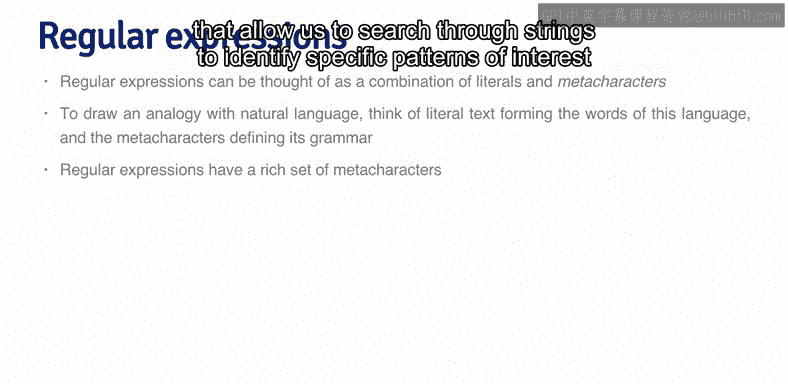 Regular expressions
that allow us to search through strings
to identify specific patterns of interest
· Regular expressions can be thought of as a combination of literals and metacharacters
· To draw an analogy with natural language, think of literal text forming the words of this language,
and the metacharacters defining its grammar
· Regular expressions have a rich set of metacharacters